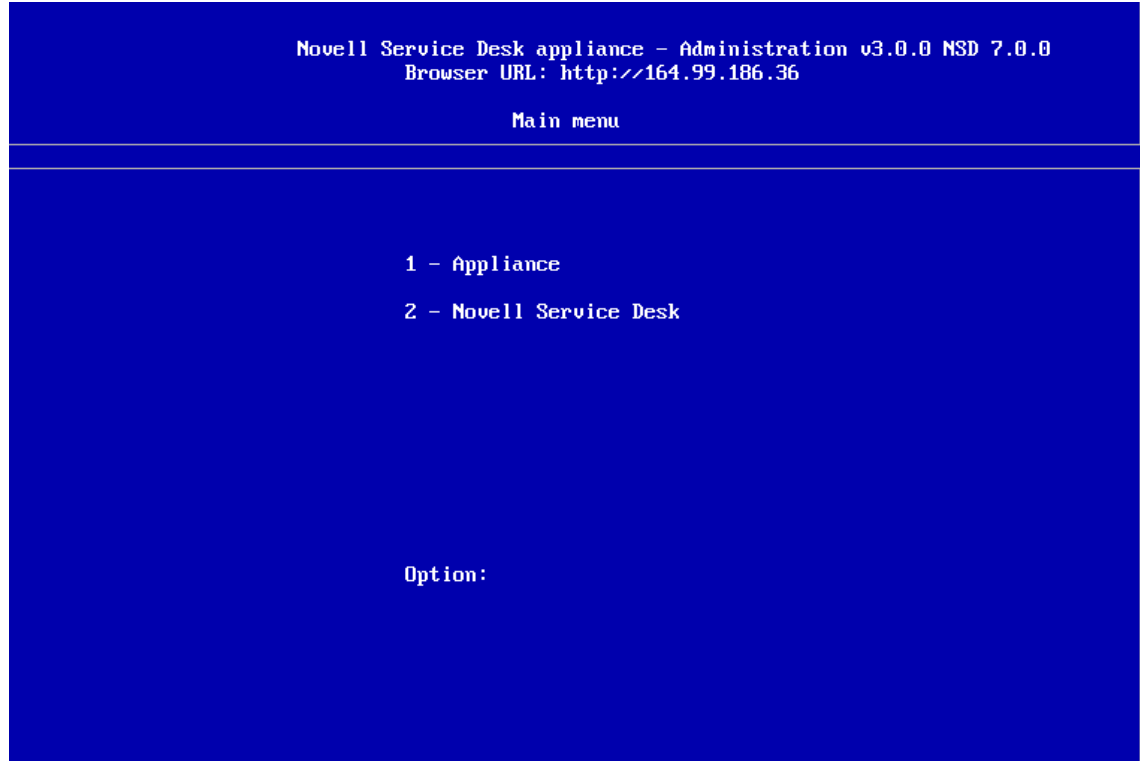 Novell Service Desk appliance - Administration v3.0.0 NSD 7.0.0
Browser URL: http://164.99.186.36
Main menu
1 - Appliance
2 - Novell Service Desk
Option: